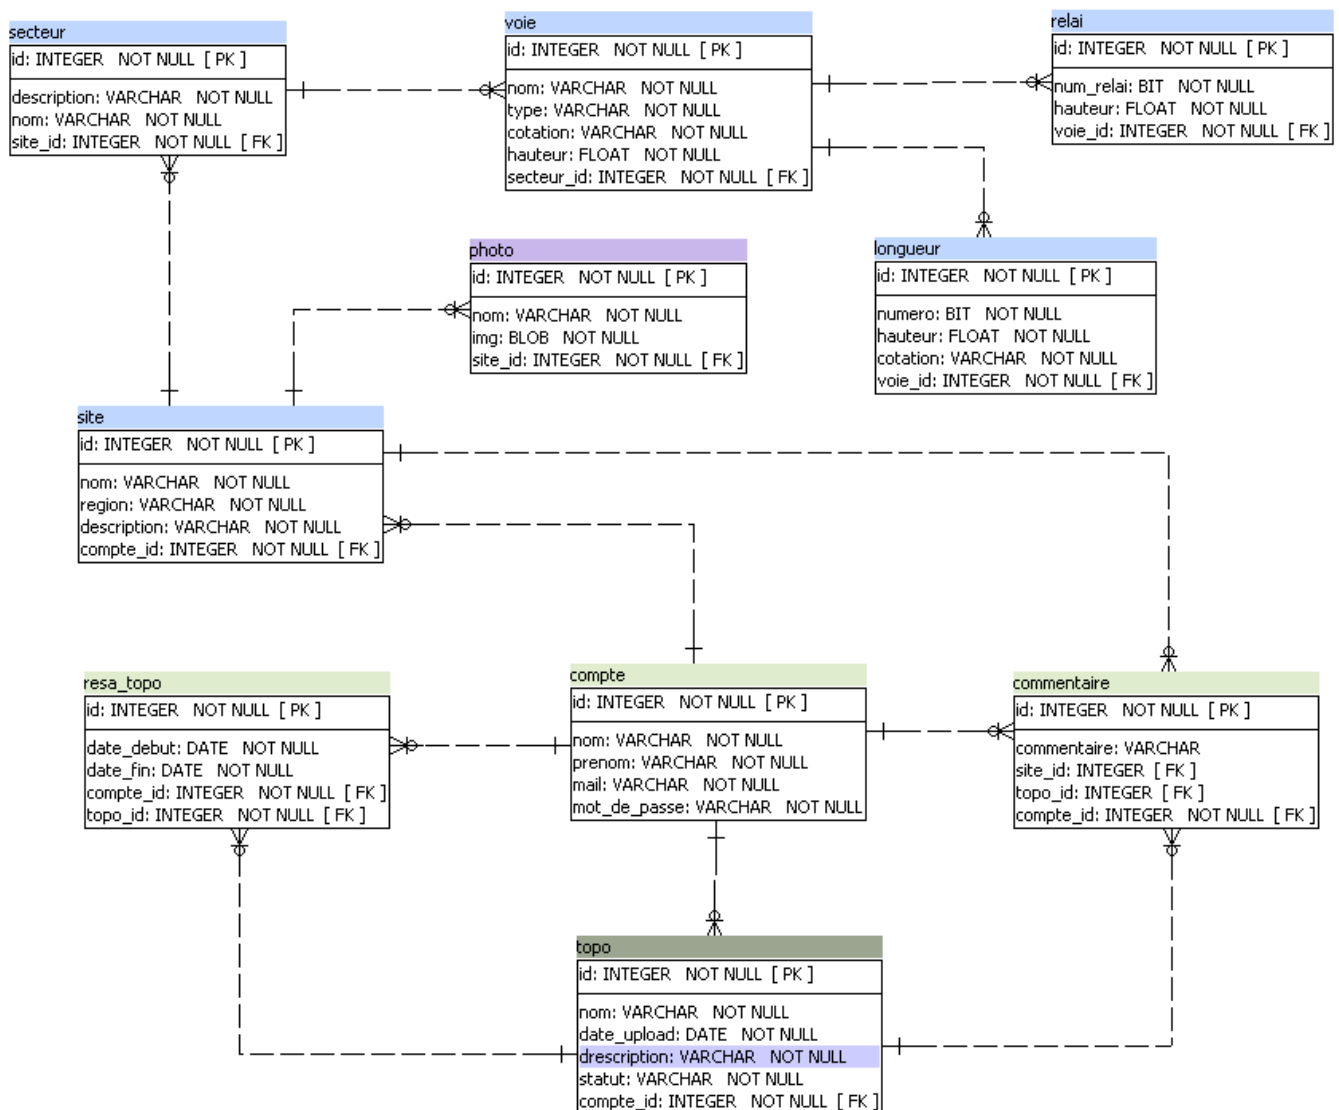 secteur
id: INTEGER NOT NULL [ PK ]
description: VARCHAR NOT NULL
nom: VARCHAR NOT NULL
site_id: INTEGER NOT NULL [ FK ]
voie
id: INTEGER NOT NULL [ PK ]
nom: VARCHAR NOT NULL
type: VARCHAR NOT NULL
cotation: VARCHAR NOT NULL
hauteur: FLOAT NOT NULL
secteur_id: INTEGER NOT NULL [ FK ]
relai
id: INTEGER NOT NULL [ PK ]
num_relai: BIT NOT NULL
hauteur: FLOAT NOT NULL
voie_id: INTEGER NOT NULL [ FK ]
photo
id: INTEGER NOT NULL [ PK ]
nom: VARCHAR NOT NULL
img: BLOB NOT NULL
site_id: INTEGER NOT NULL [ FK ]
longueur
id: INTEGER NOT NULL [ PK ]
numero: BIT NOT NULL
hauteur: FLOAT NOT NULL
cotation: VARCHAR NOT NULL
voie_id: INTEGER NOT NULL [ FK ]
site
id: INTEGER NOT NULL [ PK ]
nom: VARCHAR NOT NULL
region: VARCHAR NOT NULL
description: VARCHAR NOT NULL
compte_id: INTEGER NOT NULL [ FK ]
resa_topo
id: INTEGER NOT NULL [ PK ]
date_debut: DATE NOT NULL
date_fin: DATE NOT NULL
compte_id: INTEGER NOT NULL [ FK ]
topo_id: INTEGER NOT NULL [ FK ]
compte
id: INTEGER NOT NULL [ PK ]
nom: VARCHAR NOT NULL
prenom: VARCHAR NOT NULL
mail: VARCHAR NOT NULL
mot_de_passe: VARCHAR NOT NULL
commentaire
id: INTEGER NOT NULL [ PK ]
commentaire: VARCHAR
site_id: INTEGER [ FK ]
topo_id: INTEGER [ FK ]
compte_id: INTEGER NOT NULL [ FK ]
topo
id: INTEGER NOT NULL [ PK ]
nom: VARCHAR NOT NULL
date_upload: DATE NOT NULL
drescription: VARCHAR NOT NULL
statut: VARCHAR NOT NULL
compte_id: INTEGER NOT NULL [ FK ]